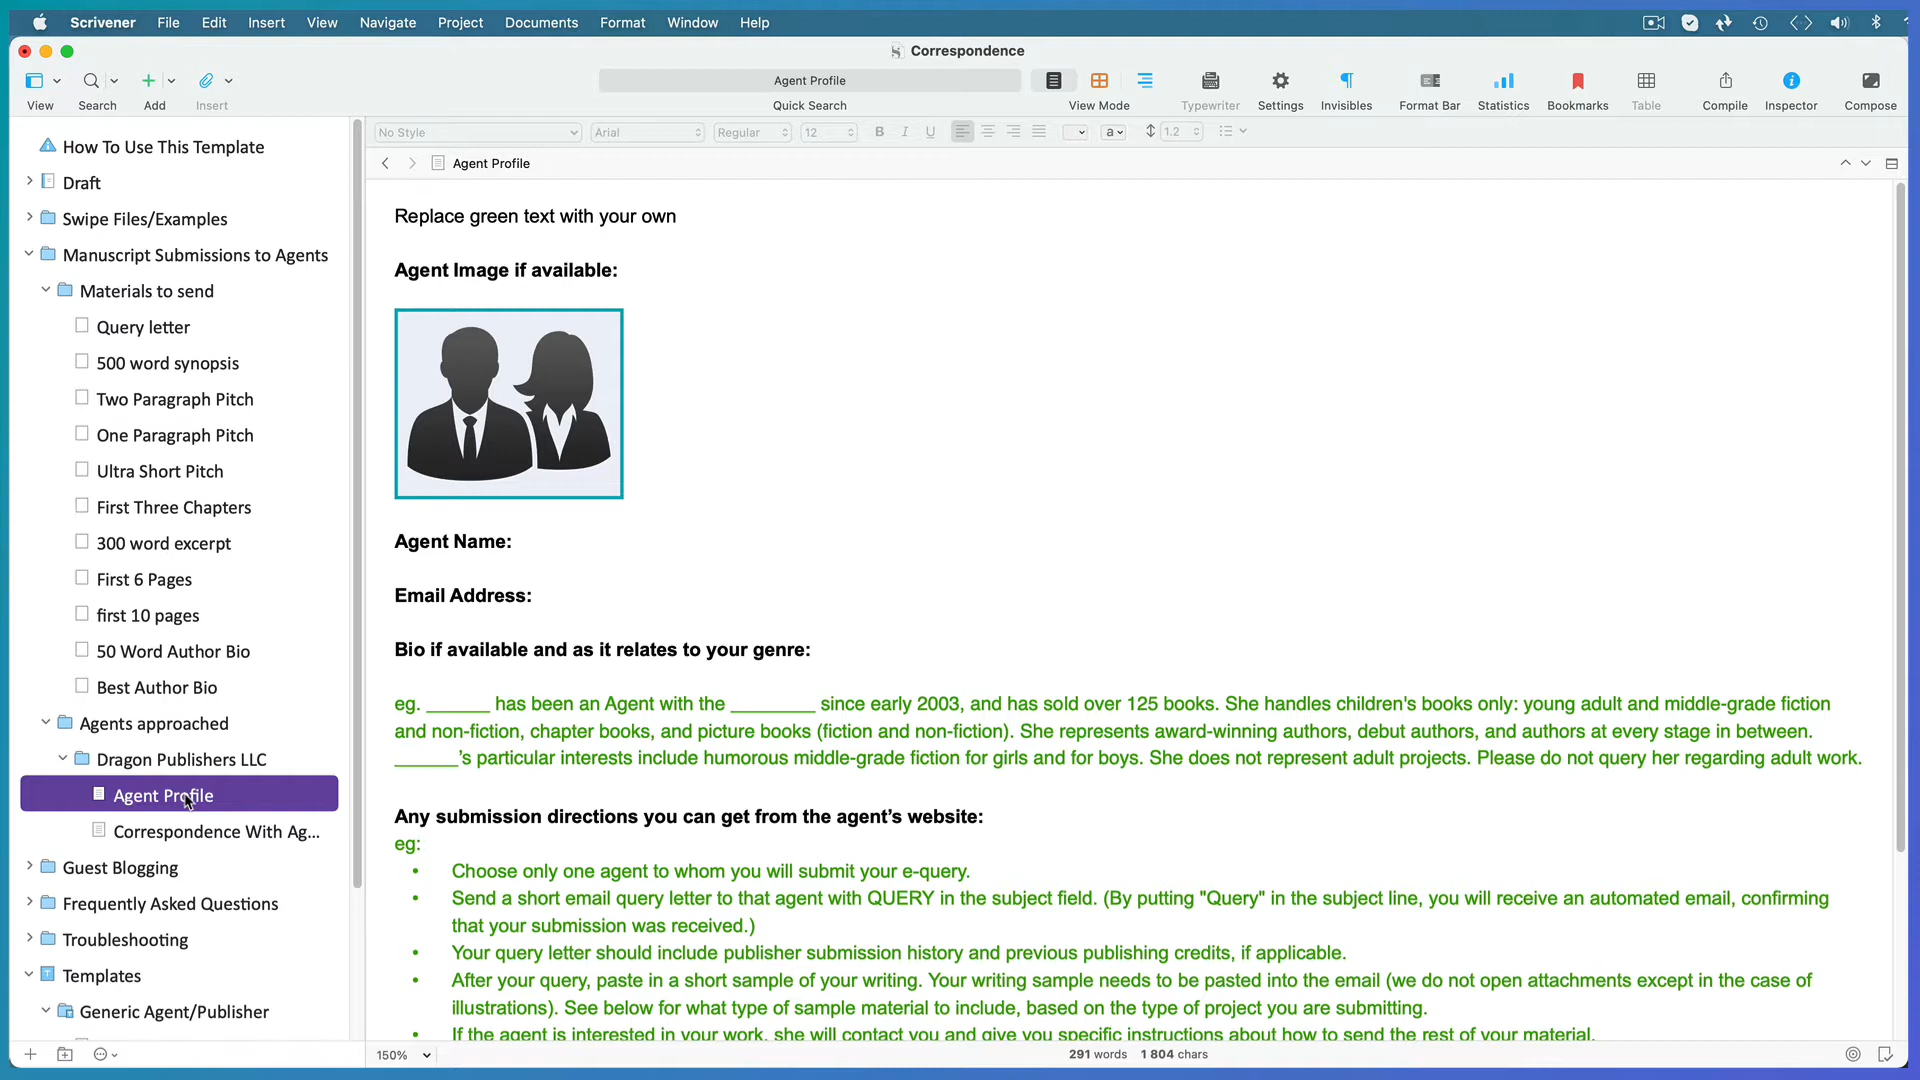 Scrivener File Edit Insert View Navigate Project Documents Format Window Help
Correspondence
Agent Profile
View Search Add Insert Quick Search View Mode Typewriter Settings Invisibles Format Bar Statistics Bookmarks Table Compile Inspector Compose
No Style Arial Regular 12 B I U a 1.2
Agent Profile
How To Use This Template
Draft
Swipe Files/Examples
Manuscript Submissions to Agents
Materials to send
Query letter
500 word synopsis
Two Paragraph Pitch
One Paragraph Pitch
Ultra Short Pitch
First Three Chapters
300 word excerpt
First 6 Pages
first 10 pages
50 Word Author Bio
Best Author Bio
Agents approached
Dragon Publishers LLC
Agent Profile
Correspondence With Ag...
Guest Blogging
Frequently Asked Questions
Troubleshooting
Templates
Generic Agent/Publisher
Replace green text with your own
Agent Image if available:
Agent Name:
Email Address:
Bio if available and as it relates to your genre:
eg. ______ has been an Agent with the ________ since early 2003, and has sold over 125 books. She handles children's books only: young adult and middle-grade fiction
and non-fiction, chapter books, and picture books (fiction and non-fiction). She represents award-winning authors, debut authors, and authors at every stage in between.
______'s particular interests include humorous middle-grade fiction for girls and for boys. She does not represent adult projects. Please do not query her regarding adult work.
Any submission directions you can get from the agent's website:
eg:
• Choose only one agent to whom you will submit your e-query.
• Send a short email query letter to that agent with QUERY in the subject field. (By putting "Query" in the subject line, you will receive an automated email, confirming
that your submission was received.)
• Your query letter should include publisher submission history and previous publishing credits, if applicable.
• After your query, paste in a short sample of your writing. Your writing sample needs to be pasted into the email (we do not open attachments except in the case of
illustrations). See below for what type of sample material to include, based on the type of project you are submitting.
• If the agent is interested in your work, she will contact you and give you specific instructions about how to send the rest of your material.
150% 291 words 1 804 chars